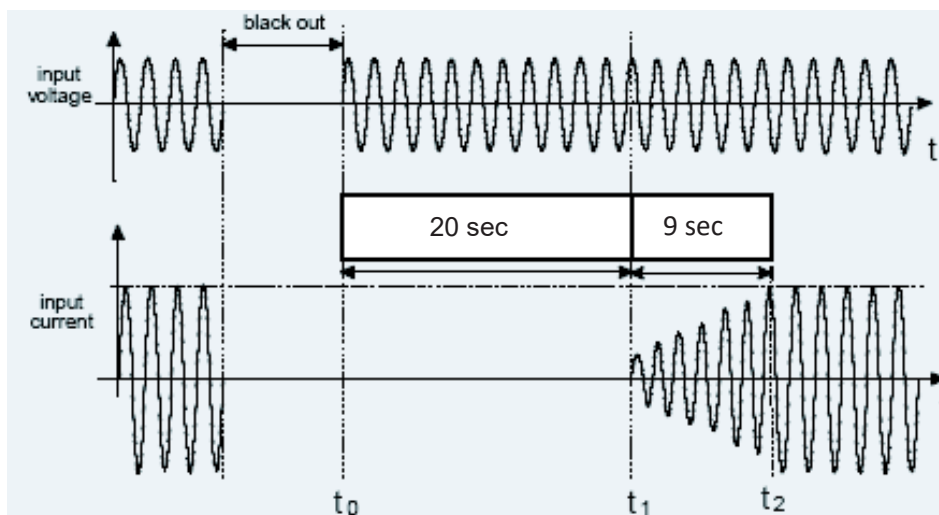 black out
input
voltage
t
20 sec
9 sec
input
current
t0
t1
t2